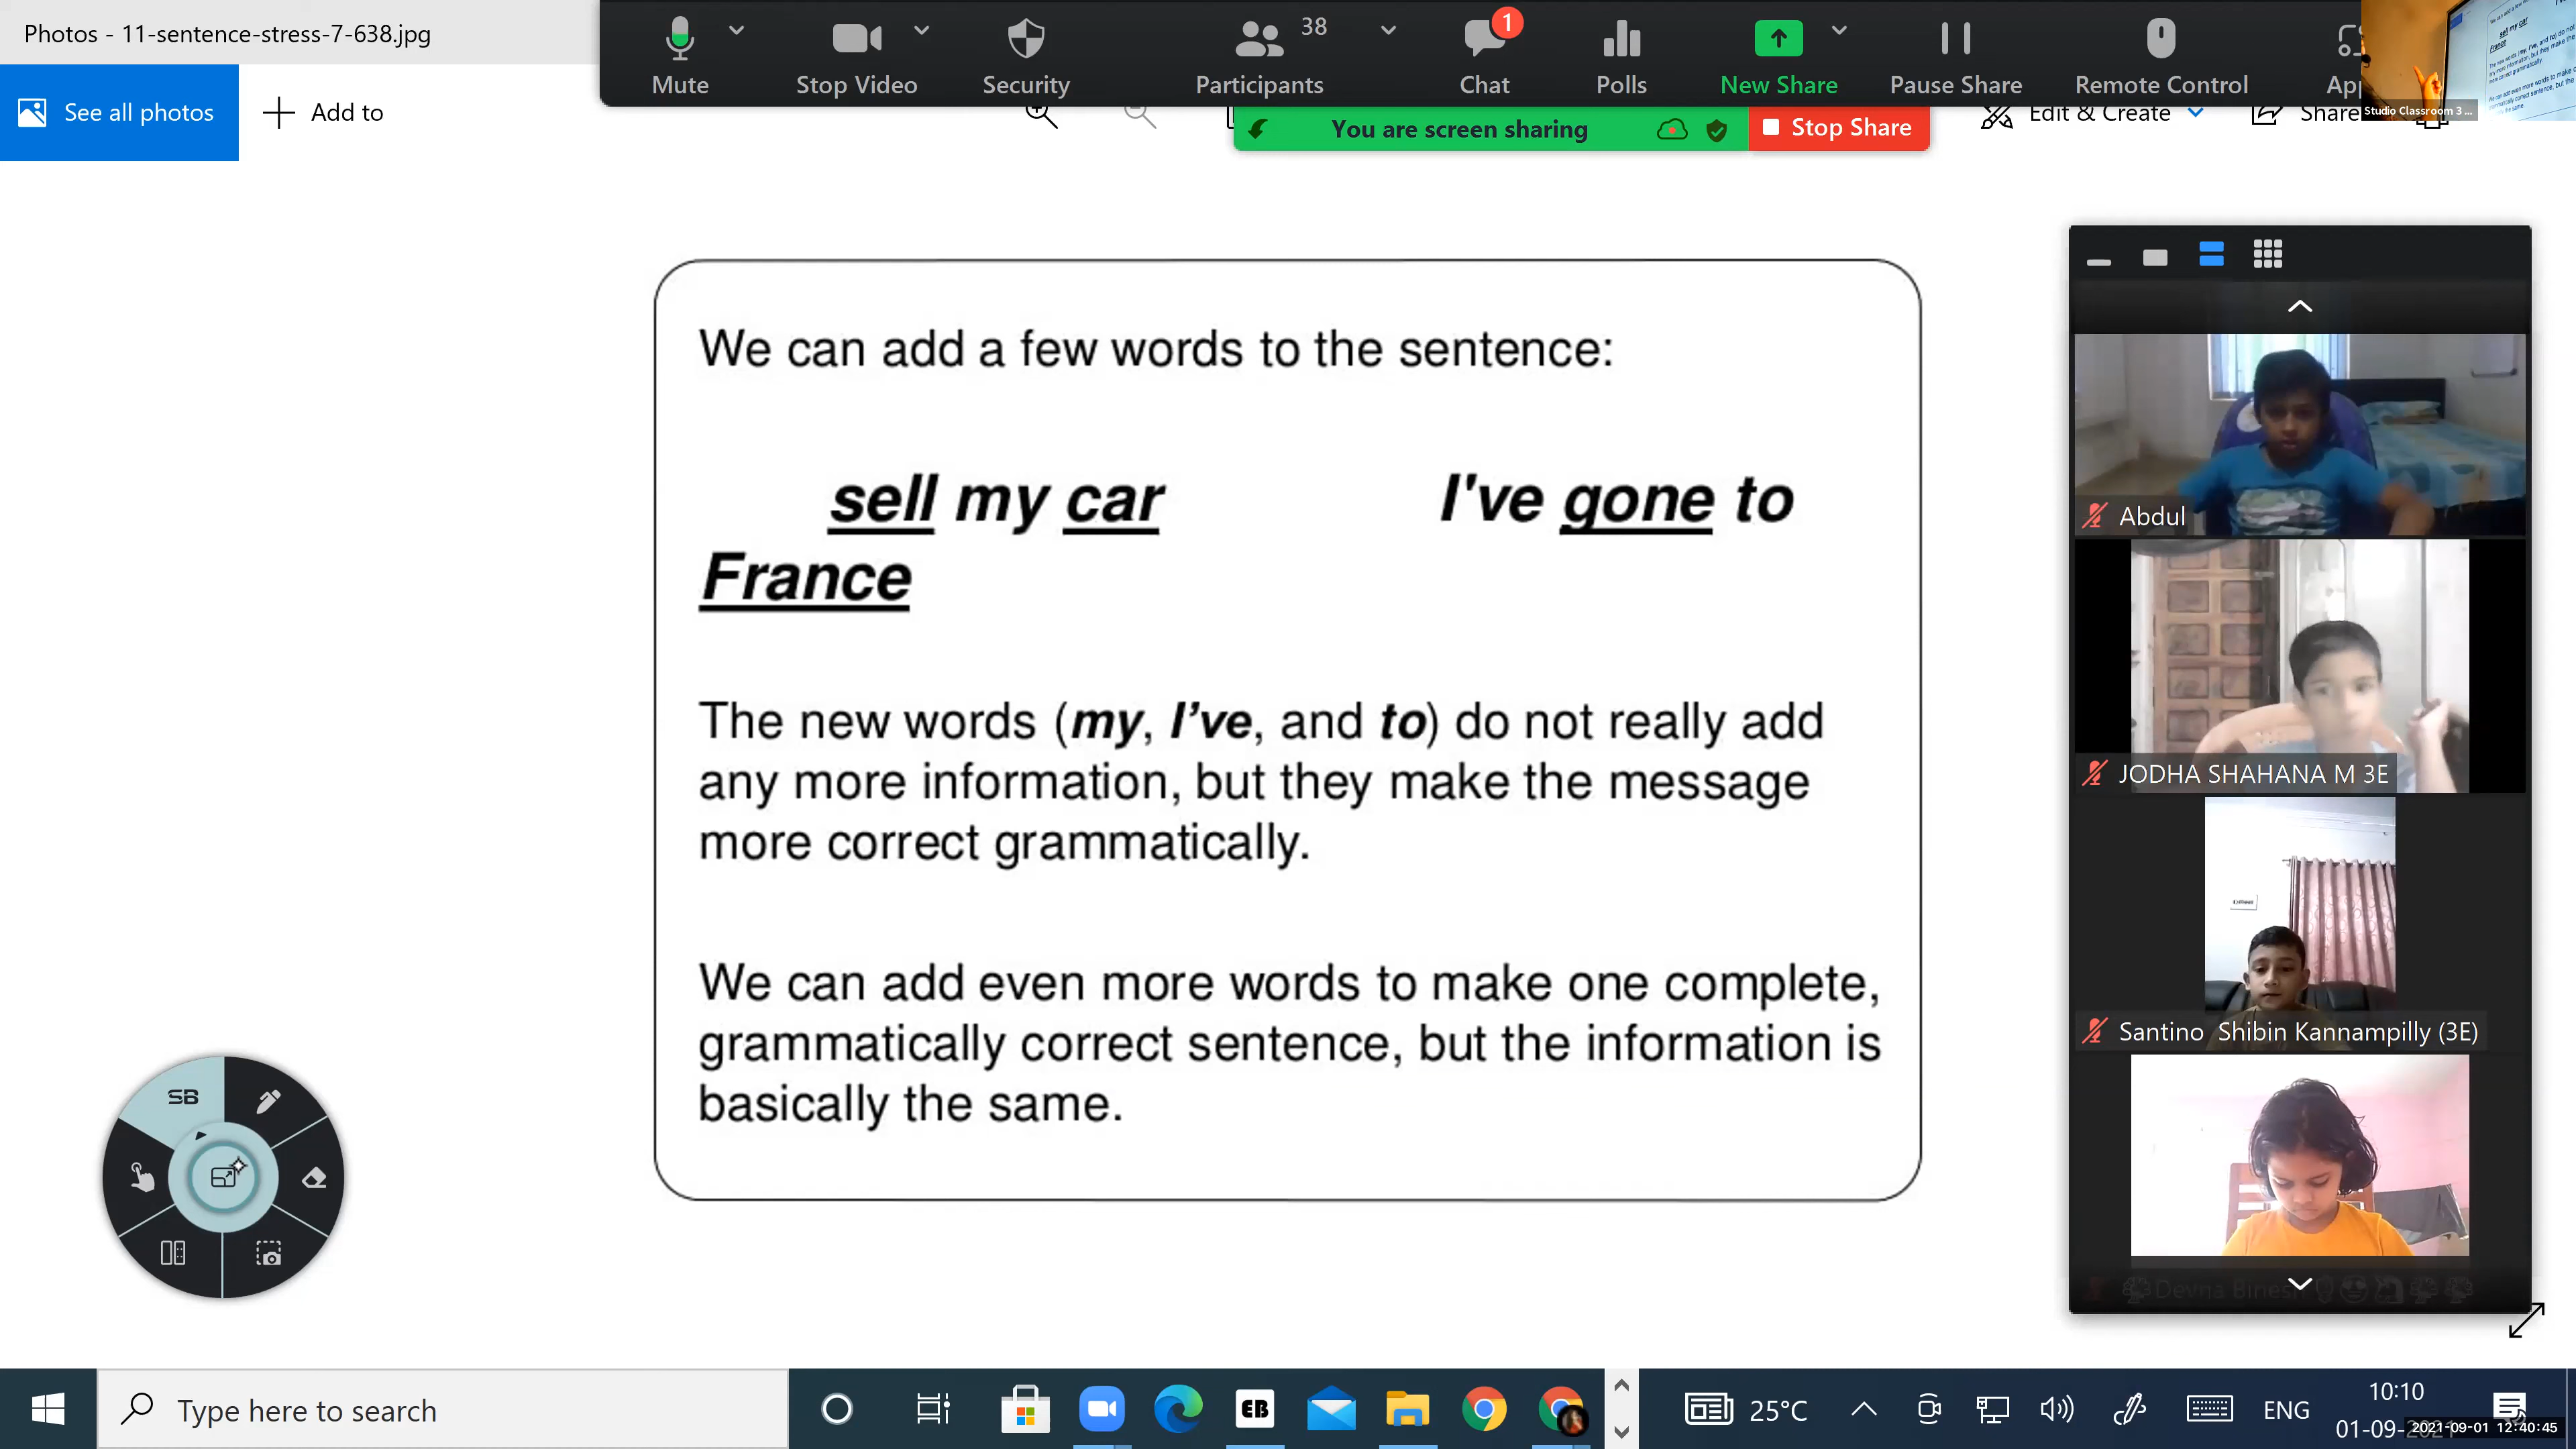 Photos - 11-sentence-stress-7-638.jpg
Mute
Stop Video
Security
Participants
38
Chat
1
Polls
New Share
Pause Share
Remote Control
See all photos
Add to
You are screen sharing
Stop Share
Edit & Create
Share
Studio Classroom 3 ...
We can add a few words to the sentence:
sell my car I've gone to
France
The new words (my, I've, and to) do not really add
any more information, but they make the message
more correct grammatically.
We can add even more words to make one complete,
grammatically correct sentence, but the information is
basically the same.
Abdul
JODHA SHAHANA M 3E
Santino Shibin Kannampilly (3E)
SB
Type here to search
EB
25°C
ENG
10:10
01-09-
2021-09-01 12:40:45